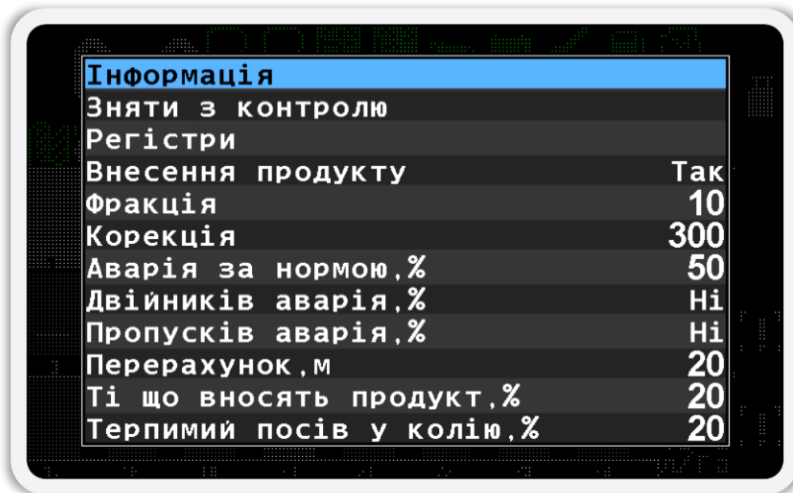 Інформація
Зняти з контролю
Регістри
Внесення продукту Так
Фракція 10
Корекція 300
Аварія за нормою,% 50
Двійників аварія,% Ні
Пропусків аварія,% Ні
Перерахунок,м 20
Ті що вносять продукт,% 20
Терпимий посів у колію,% 20